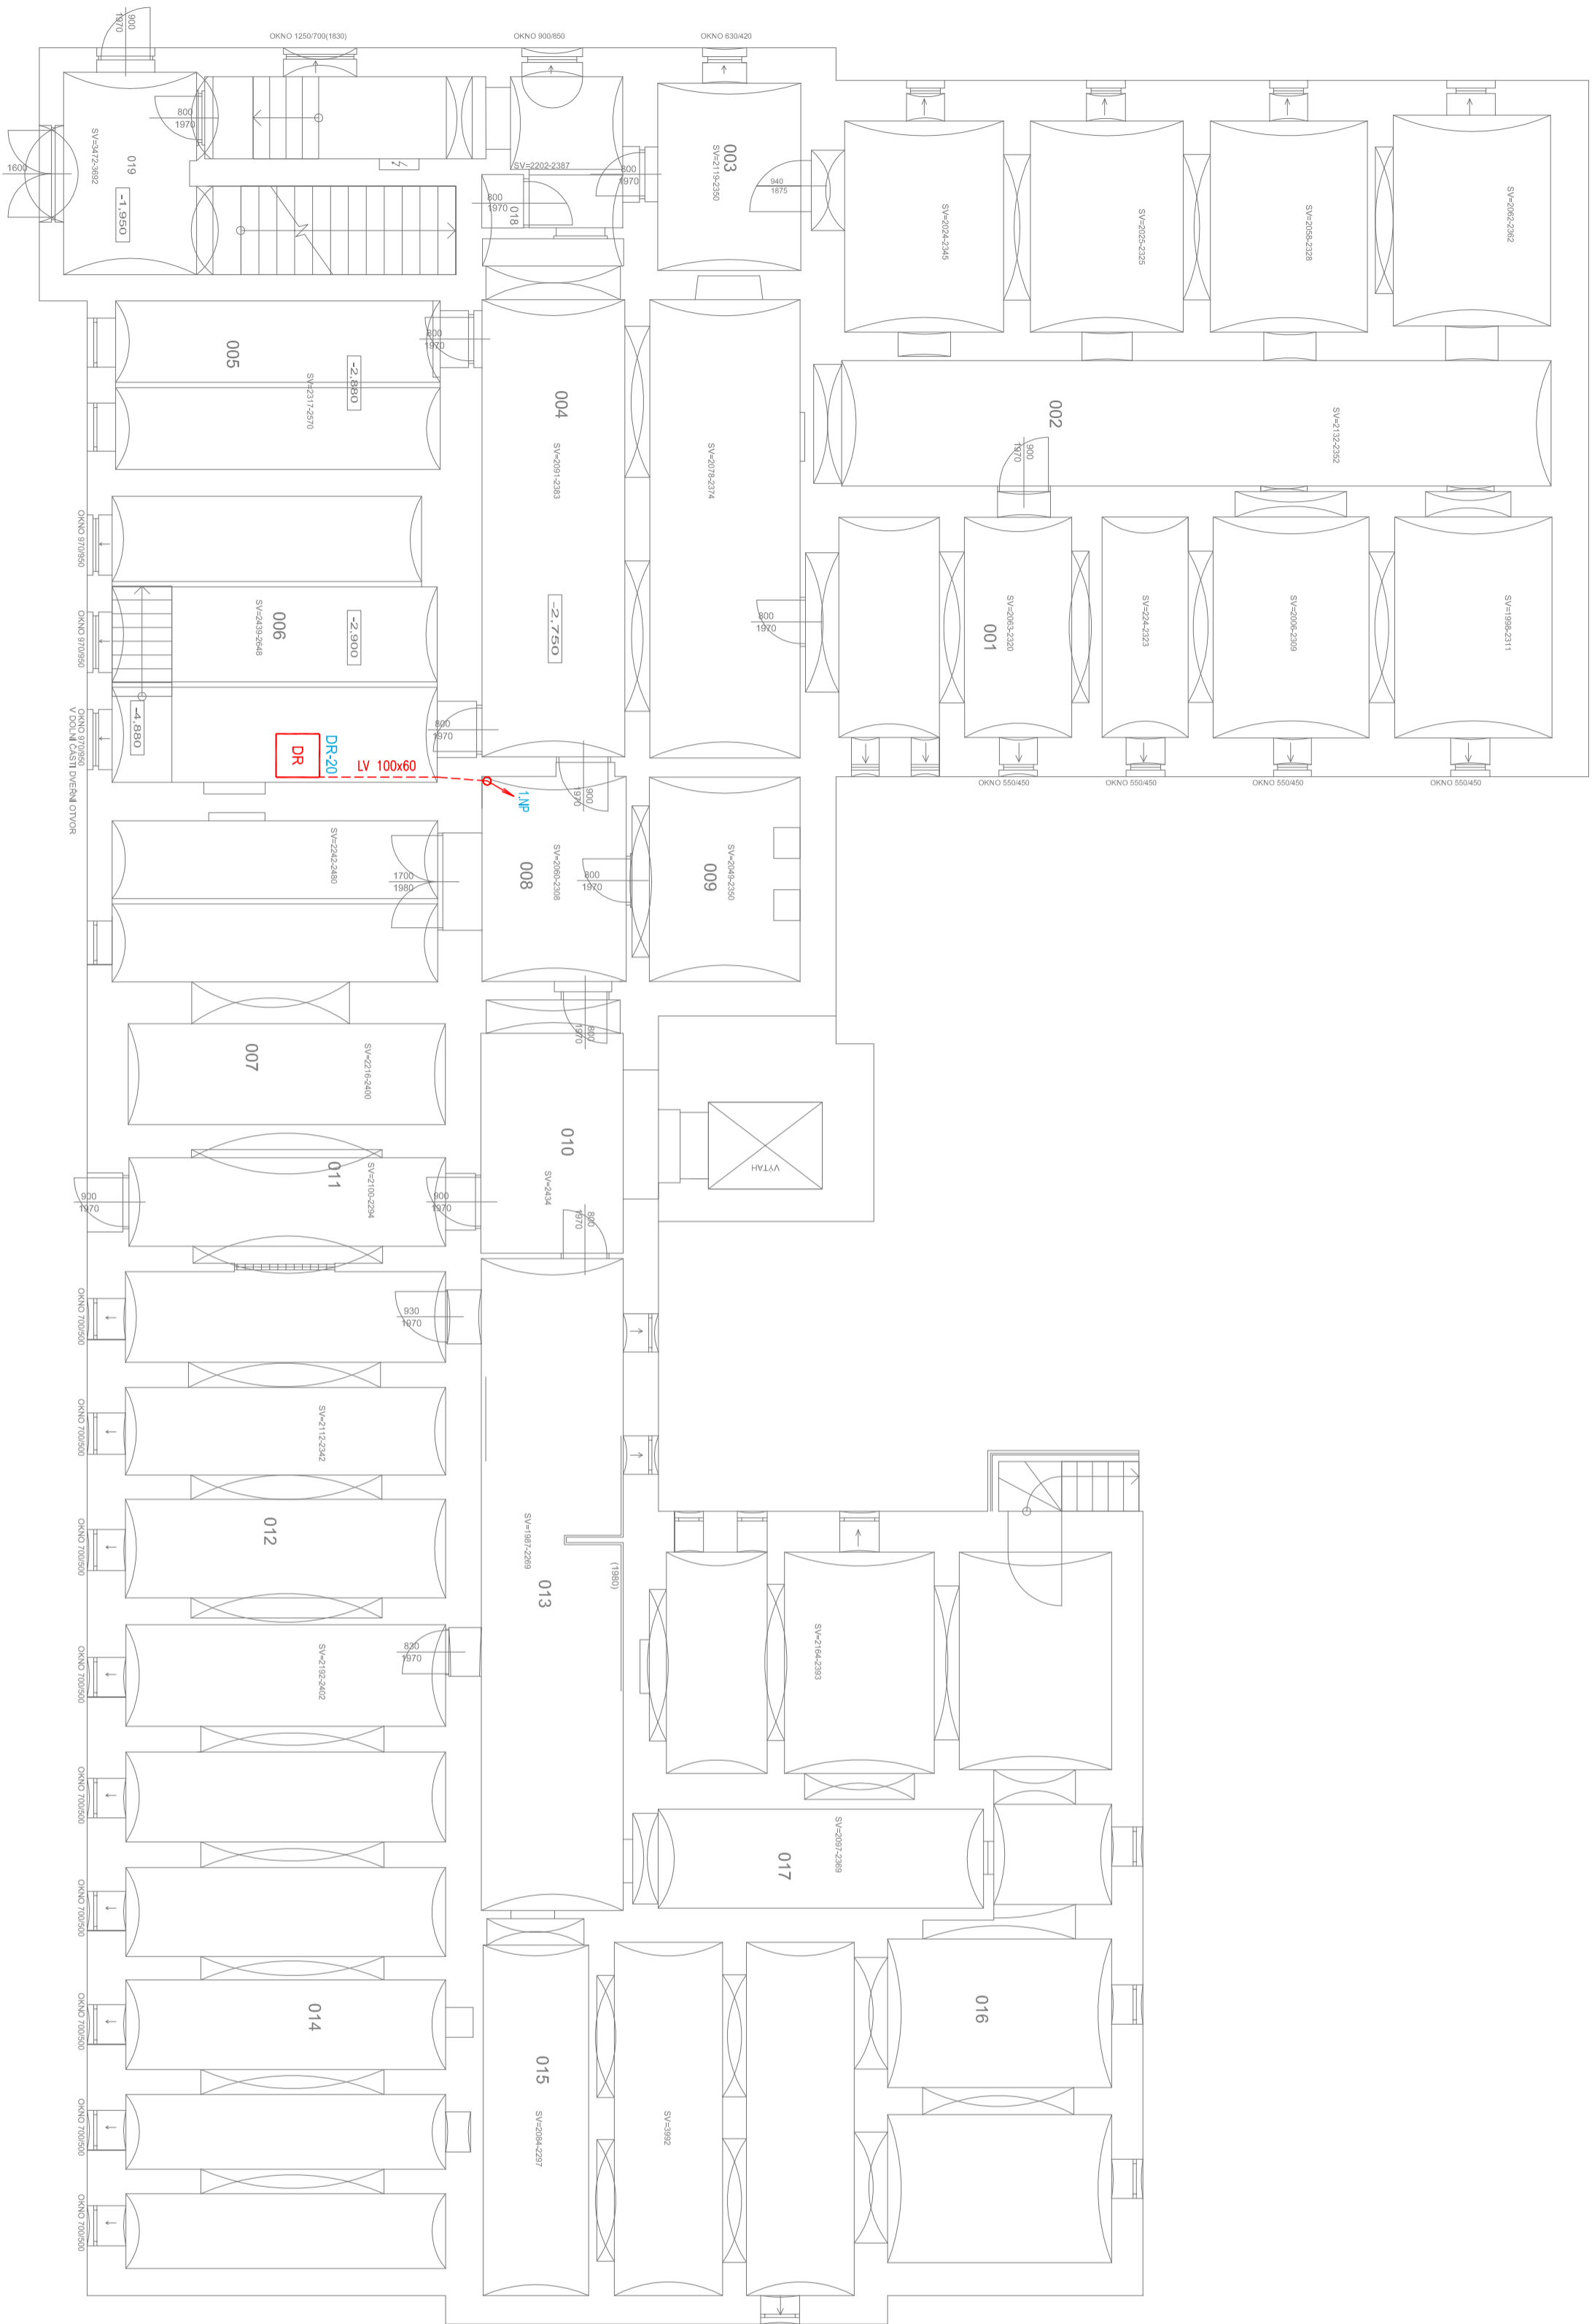 900
1970
OKNO 1250/700(1830)
OKNO 900/850
OKNO 630/420
800
1970
1600
SV=3472-3692
019
-1,950
SV=2202-2387
800
1970
018
800
1970
003
SV=2119-2350
940
1875
SV=2024-2345
SV=2025-2325
SV=2058-2328
SV=2062-2362
005
-2,880
SV=2317-2570
800
1970
004
SV=2091-2383
SV=2078-2374
002
SV=2132-2352
900
1970
OKNO 970/950
OKNO 970/950
OKNO 970/950
V DOLNÍ ČÁSTI DVEŘNÍ OTVOR
006
SV=2439-2648
-2,900
-4,880
-2,750
800
1970
800
1970
001
SV=2063-2320
SV=224-2323
SV=2006-2309
SV=1998-2311
OKNO 550/450
OKNO 550/450
OKNO 550/450
OKNO 550/450
DR
DR-20
LV 100x60
1.NP
900
1970
SV=2242-2480
1700
1980
008
SV=2060-2308
800
1970
009
SV=2049-2350
800
1970
007
SV=2216-2400
010
SV=2434
VÝTAH
011
SV=2100-2294
900
1970
900
1970
800
1970
OKNO 700/500
930
1970
OKNO 700/500
SV=2112-2342
OKNO 700/500
012
SV=1987-2269
013
(1980)
OKNO 700/500
SV=2192-2402
830
1970
SV=2164-2393
OKNO 700/500
017
SV=2097-2369
OKNO 700/500
OKNO 700/500
014
015
SV=2084-2297
SV=3992
016
OKNO 700/500
OKNO 700/500